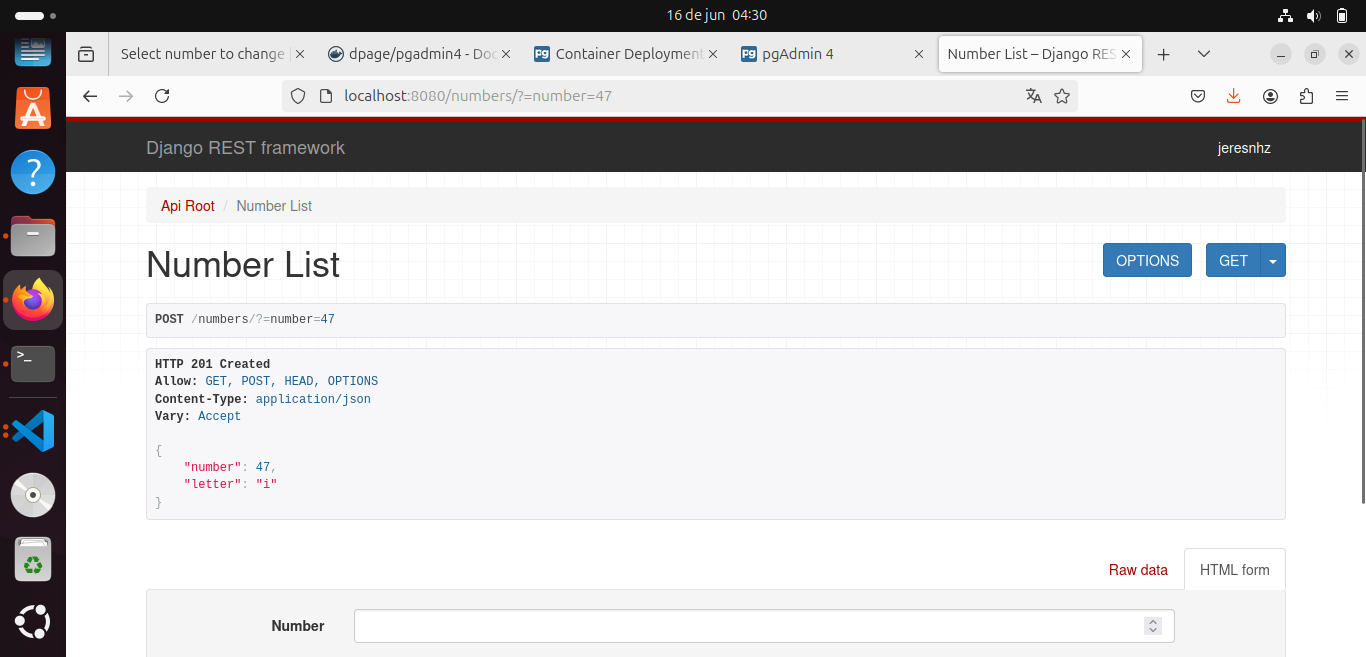 16 de jun 04:30
Select number to change
dpage/pgadmin4 - Doc
Container Deployment
pgAdmin 4
Number List – Django RES
localhost:8080/numbers/?=number=47
Django REST framework
jeresnhz
Api Root / Number List
Number List
OPTIONS
GET
POST /numbers/?=number=47
HTTP 201 Created
Allow: GET, POST, HEAD, OPTIONS
Content-Type: application/json
Vary: Accept
{
"number": 47,
"letter": "i"
}
Raw data
HTML form
Number